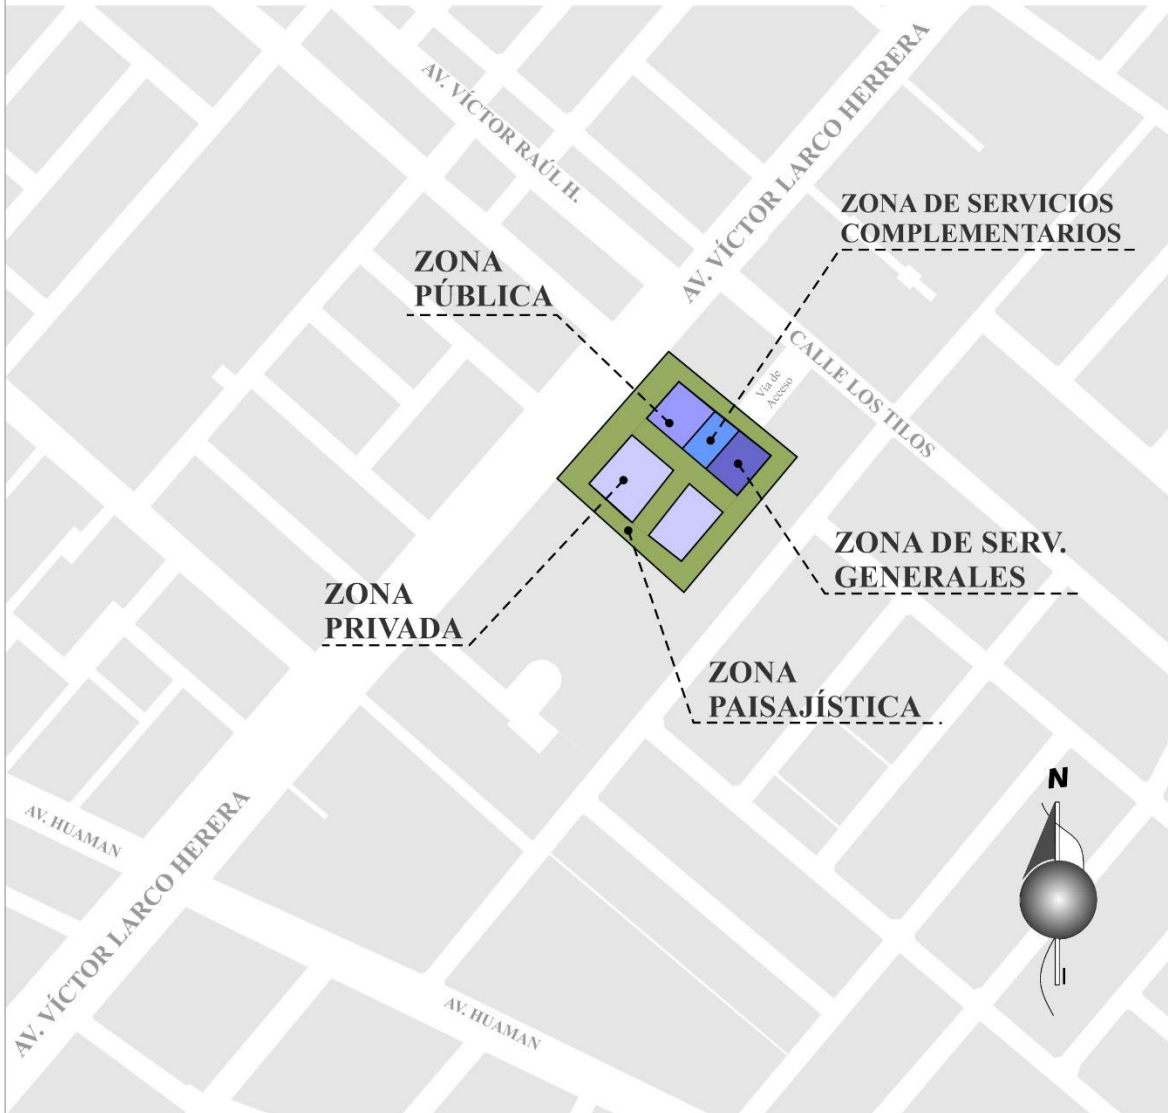 AV. VÍCTOR RAÚL H.
AV. VÍCTOR LARCO HERRERA
ZONA DE SERVICIOS
COMPLEMENTARIOS
ZONA
PÚBLICA
CALLE LOS TILOS
Vía de
Acceso
ZONA DE SERV.
GENERALES
ZONA
PRIVADA
ZONA
PAISAJÍSTICA
N
AV. HUAMAN
AV. VÍCTOR LARCO HERERA
AV. HUAMAN